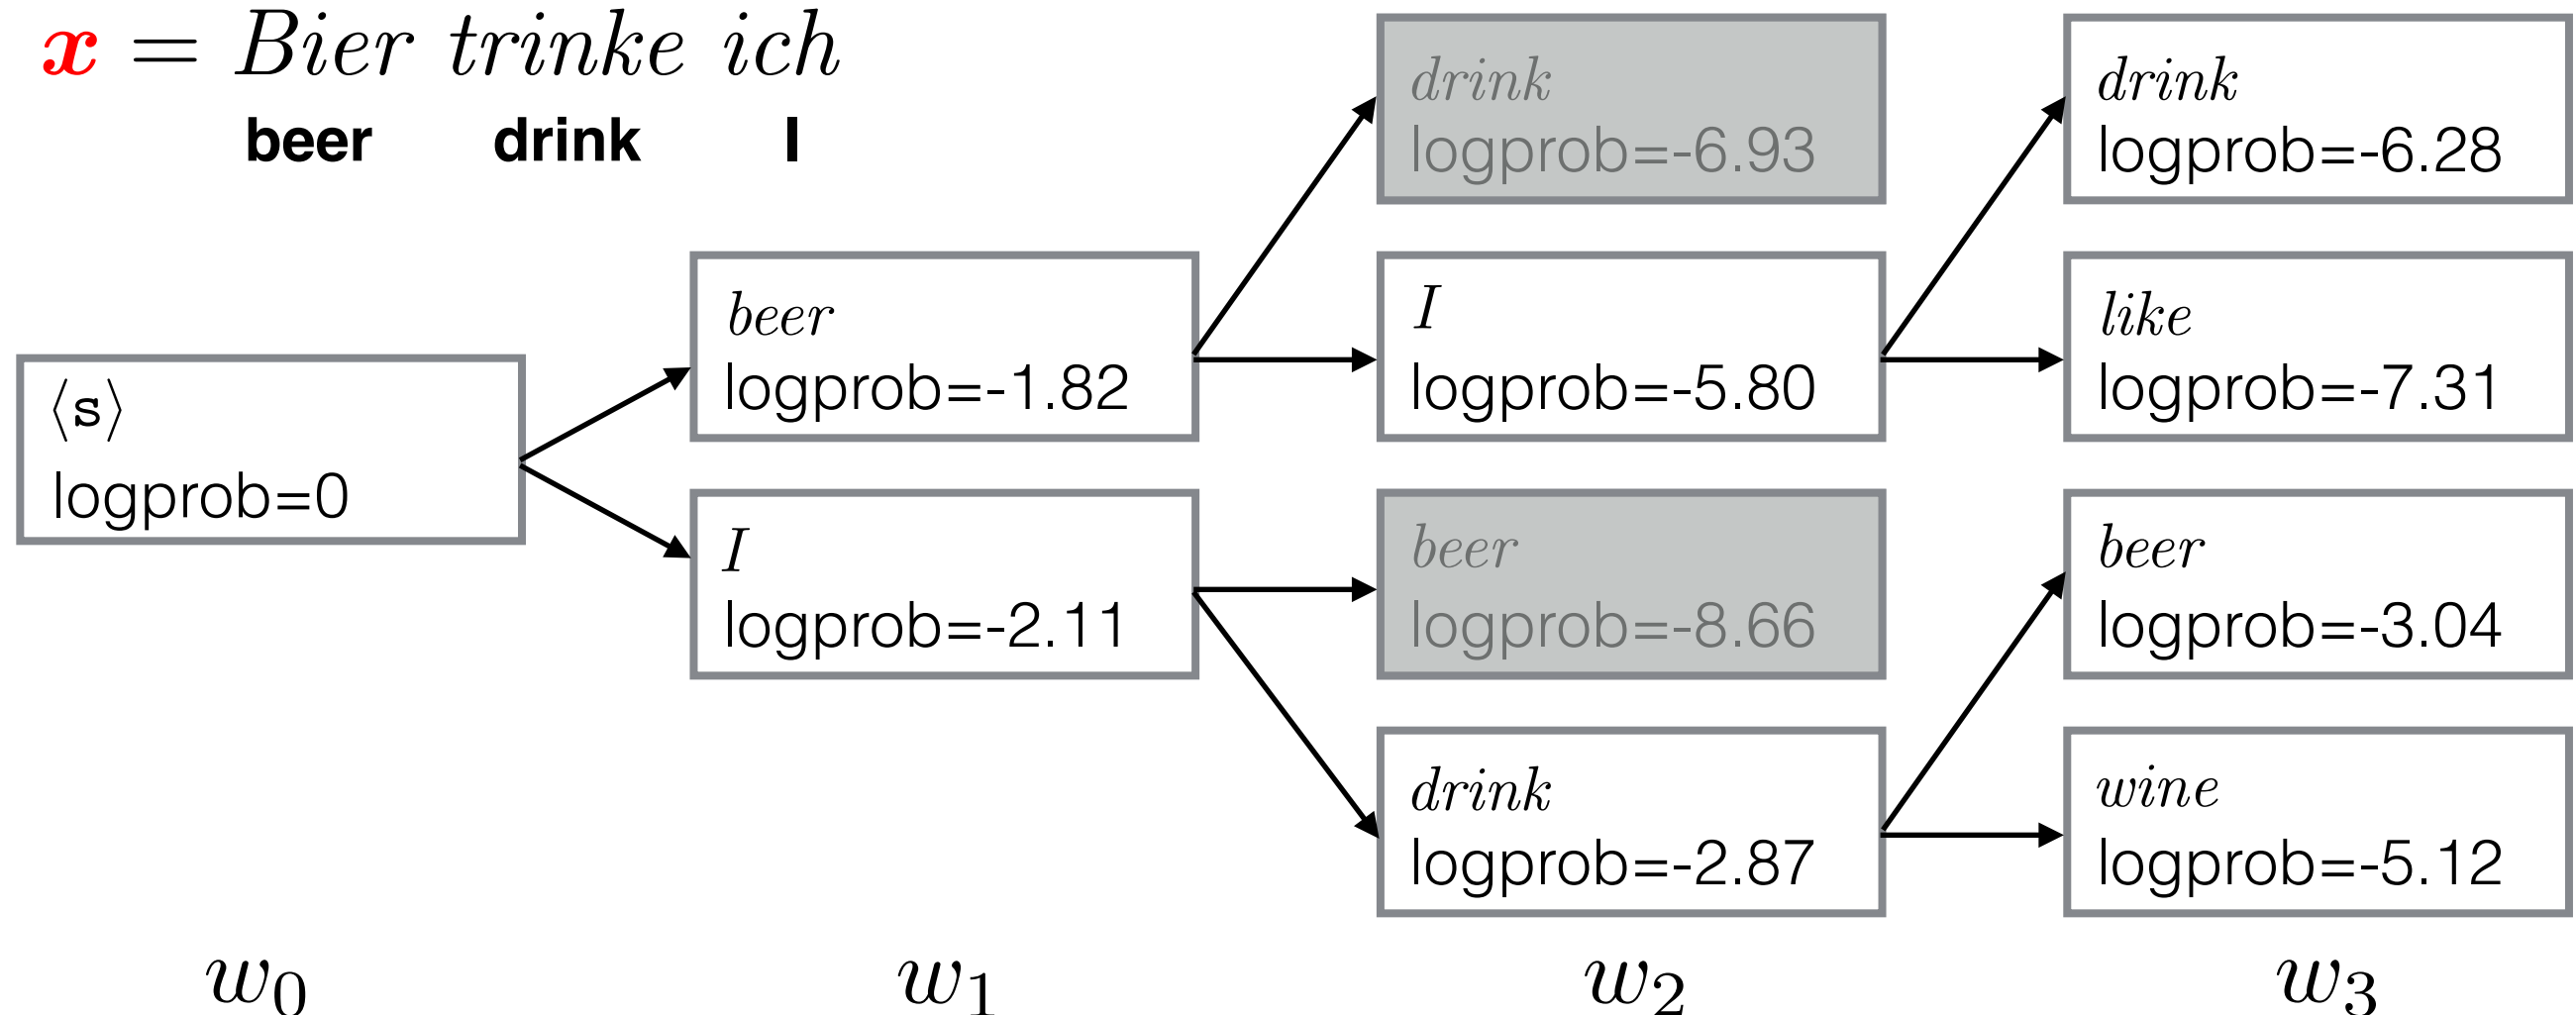 x = Bier trinke ich
beer drink I
⟨s⟩
logprob=0
beer
logprob=-1.82
I
logprob=-2.11
drink
logprob=-6.93
I
logprob=-5.80
beer
logprob=-8.66
drink
logprob=-2.87
drink
logprob=-6.28
like
logprob=-7.31
beer
logprob=-3.04
wine
logprob=-5.12
w0 w1 w2 w3